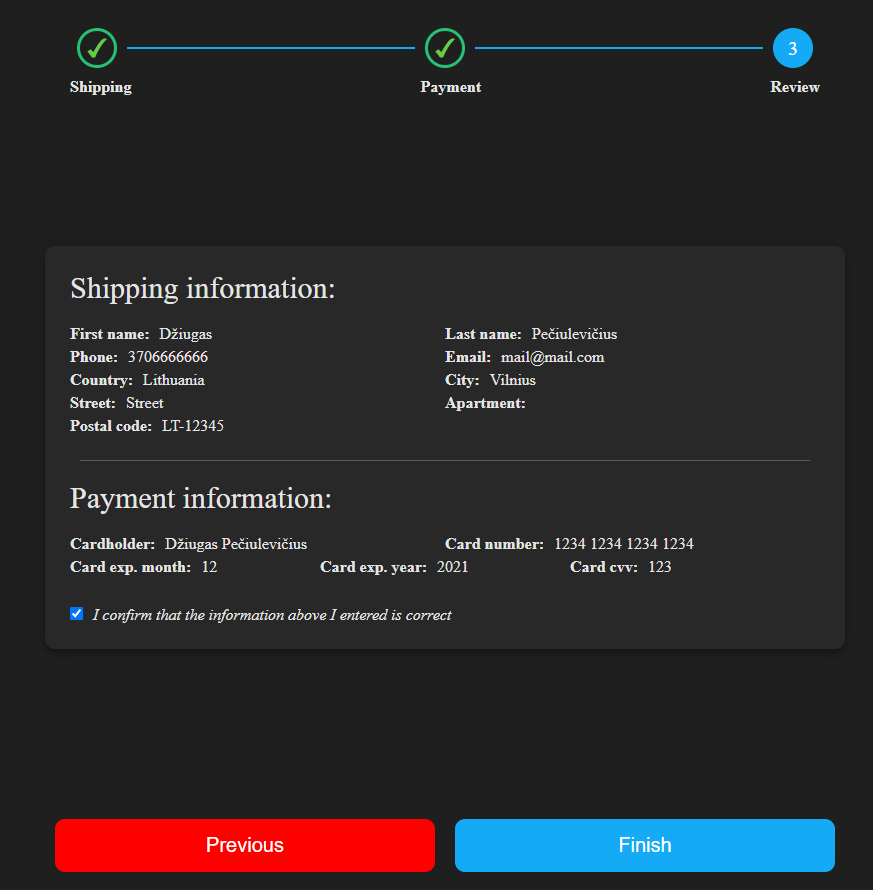 3
Shipping Payment Review
Shipping information:
First name: Džiugas Last name: Pečiulevičius
Phone: 3706666666 Email: mail@mail.com
Country: Lithuania City: Vilnius
Street: Street Apartment:
Postal code: LT-12345
Payment information:
Cardholder: Džiugas Pečiulevičius Card number: 1234 1234 1234 1234
Card exp. month: 12 Card exp. year: 2021 Card cvv: 123
I confirm that the information above I entered is correct
Previous Finish